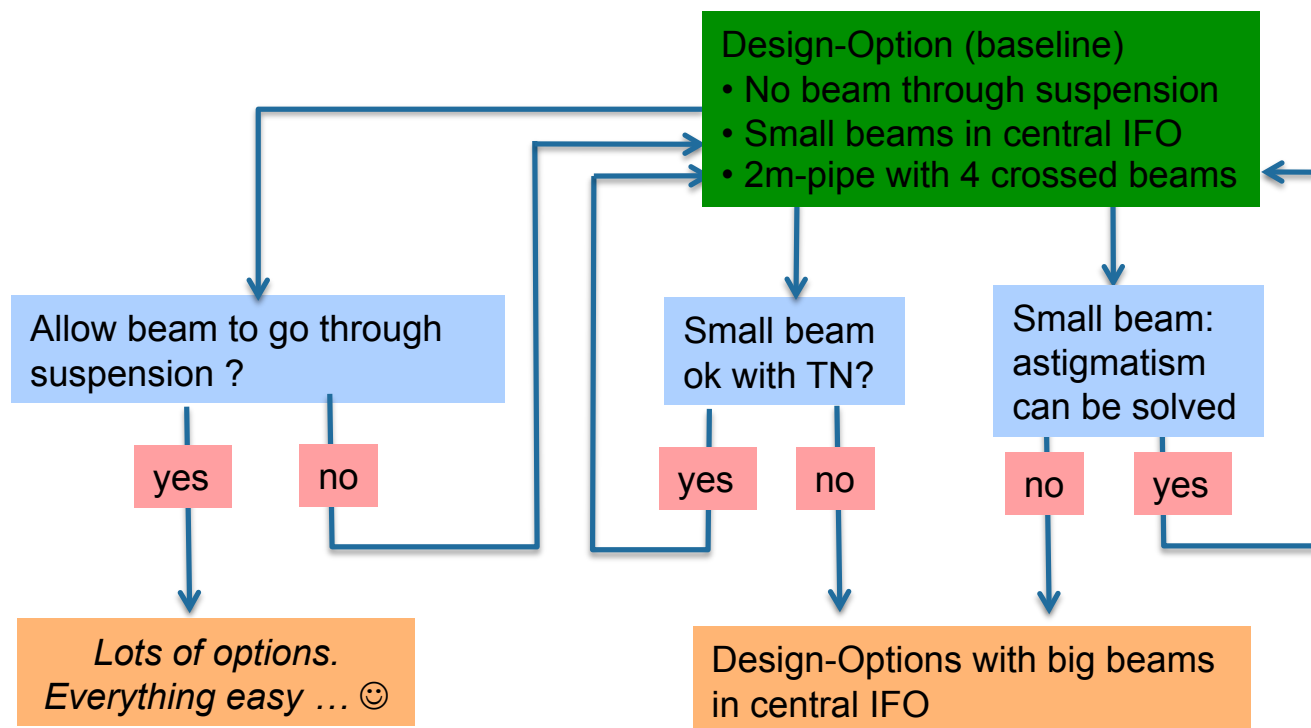 Design-Option (baseline)
• No beam through suspension
• Small beams in central IFO
• 2m-pipe with 4 crossed beams
Allow beam to go through
suspension ?
Small beam
ok with TN?
Small beam:
astigmatism
can be solved
yes
no
yes
no
no
yes
Lots of options.
Everything easy … ☺
Design-Options with big beams
in central IFO